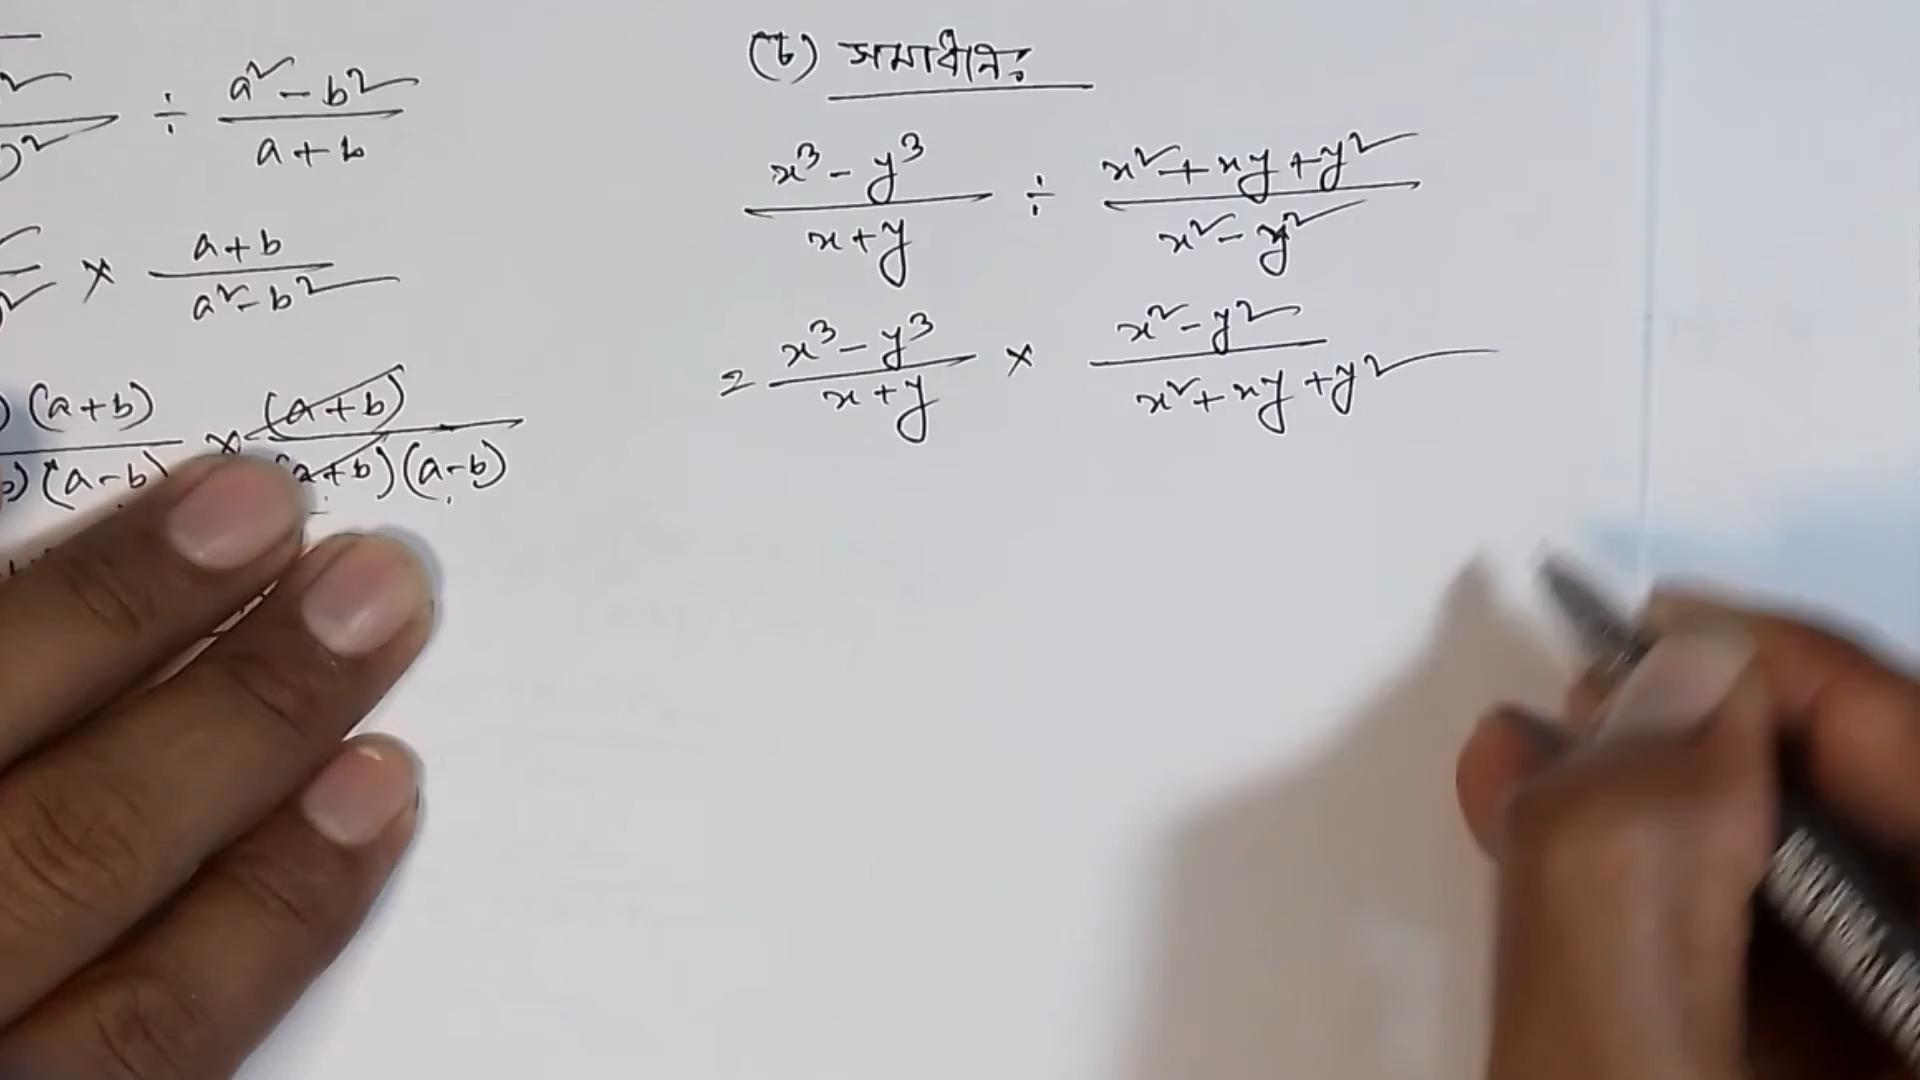 a² - b²
÷ ———
a + b
a + b
× ———
a² - b²
(a+b) × (a+b)
(a-b) (a+b)(a-b)
(চ) সমাধান:
x³ - y³ ÷ x² + xy + y²
x + y x² - y²
= x³ - y³ × x² - y²
x + y x² + xy + y²